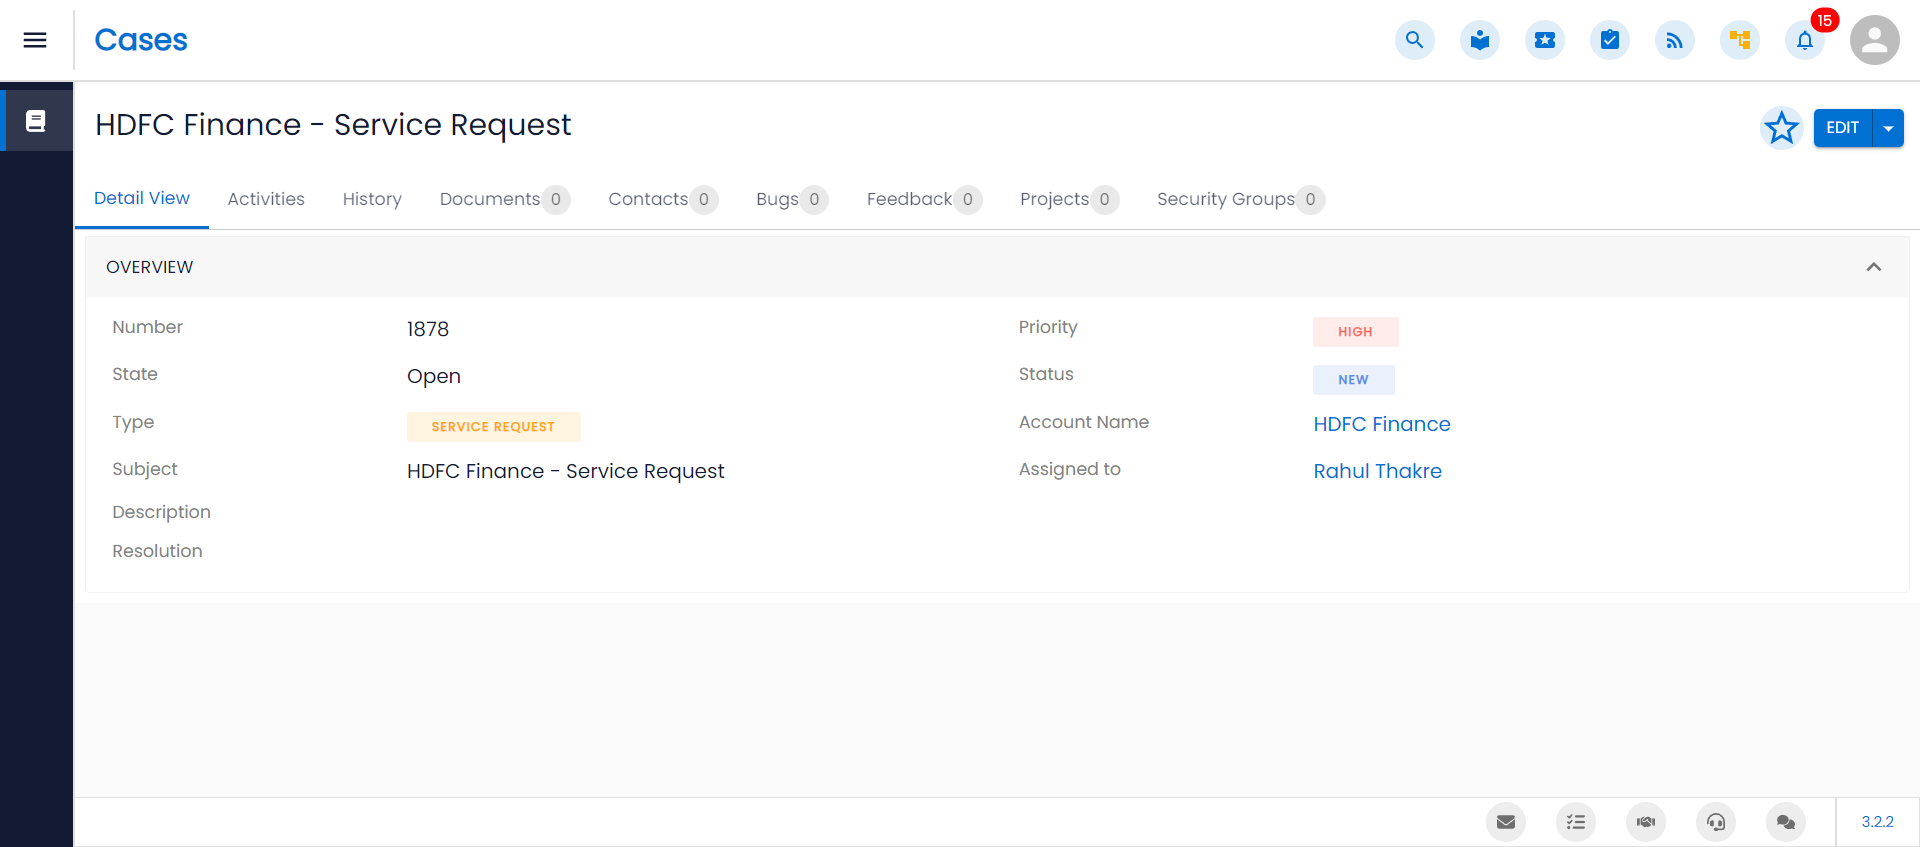 Cases
15
HDFC Finance - Service Request
EDIT
Detail View Activities History Documents 0 Contacts 0 Bugs 0 Feedback 0 Projects 0 Security Groups 0
OVERVIEW
Number 1878 Priority HIGH
State Open Status NEW
Type SERVICE REQUEST Account Name HDFC Finance
Subject HDFC Finance - Service Request Assigned to Rahul Thakre
Description
Resolution
3.2.2